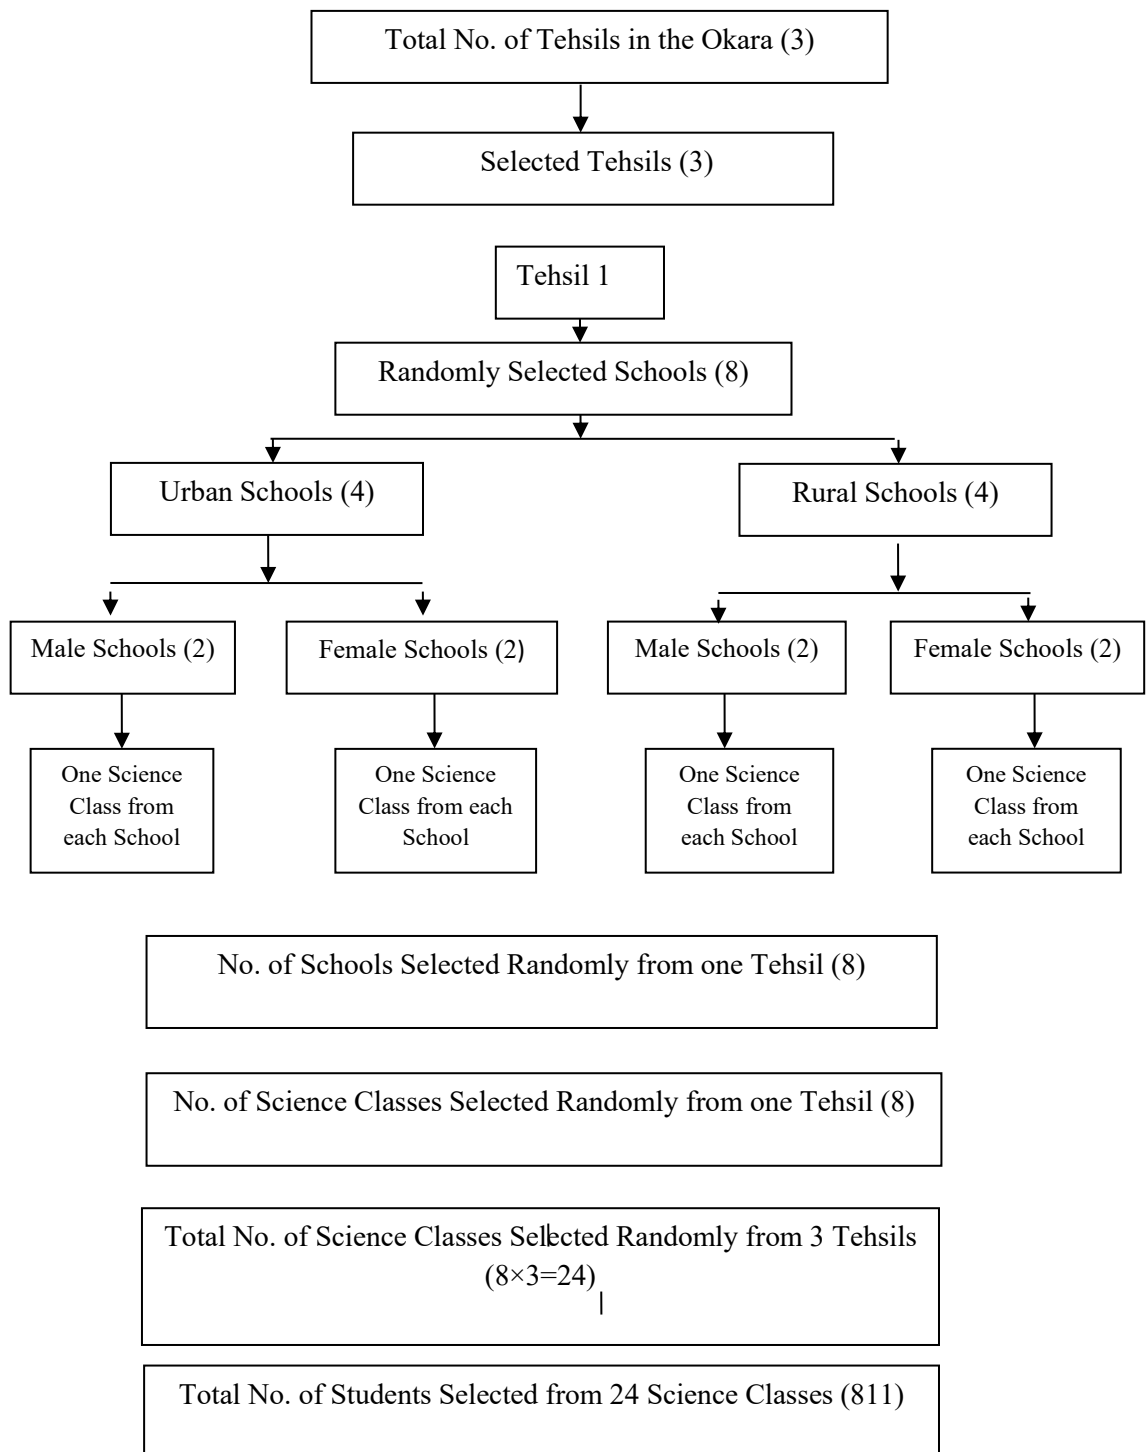 Total No. of Tehsils in the Okara (3)
Selected Tehsils (3)
Tehsil 1
Randomly Selected Schools (8)
Urban Schools (4)
Rural Schools (4)
Male Schools (2)
Female Schools (2)
Male Schools (2)
Female Schools (2)
One Science
Class from
each School
One Science
Class from each
School
One Science
Class from
each School
One Science
Class from
each School
No. of Schools Selected Randomly from one Tehsil (8)
No. of Science Classes Selected Randomly from one Tehsil (8)
Total No. of Science Classes Selected Randomly from 3 Tehsils
(8×3=24)
Total No. of Students Selected from 24 Science Classes (811)